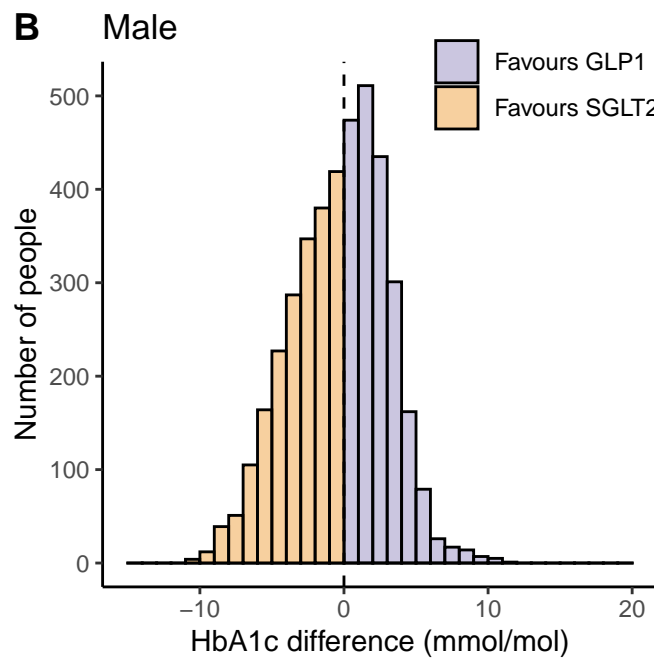 B Male
Favours GLP1
Favours SGLT2
Number of people
500
400
300
200
100
0
−10 0 10 20
HbA1c difference (mmol/mol)